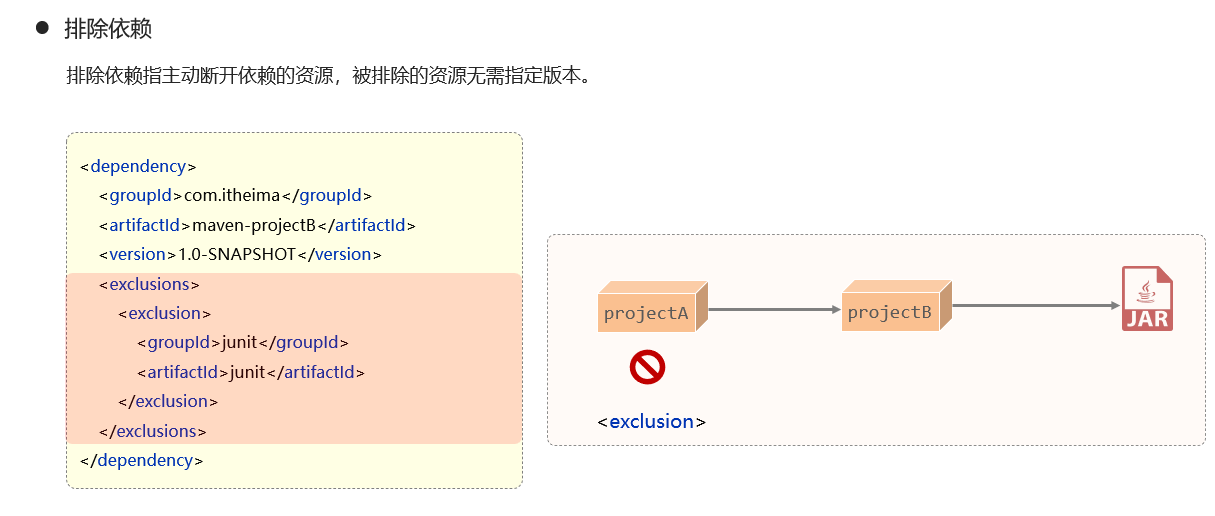 排除依赖
排除依赖指主动断开依赖的资源，被排除的资源无需指定版本。
<dependency>
<groupId>com.itheima</groupId>
<artifactId>maven-projectB</artifactId>
<version>1.0-SNAPSHOT</version>
<exclusions>
<exclusion>
<groupId>junit</groupId>
<artifactId>junit</artifactId>
</exclusion>
</exclusions>
</dependency>
projectA
projectB
JAR
<exclusion>